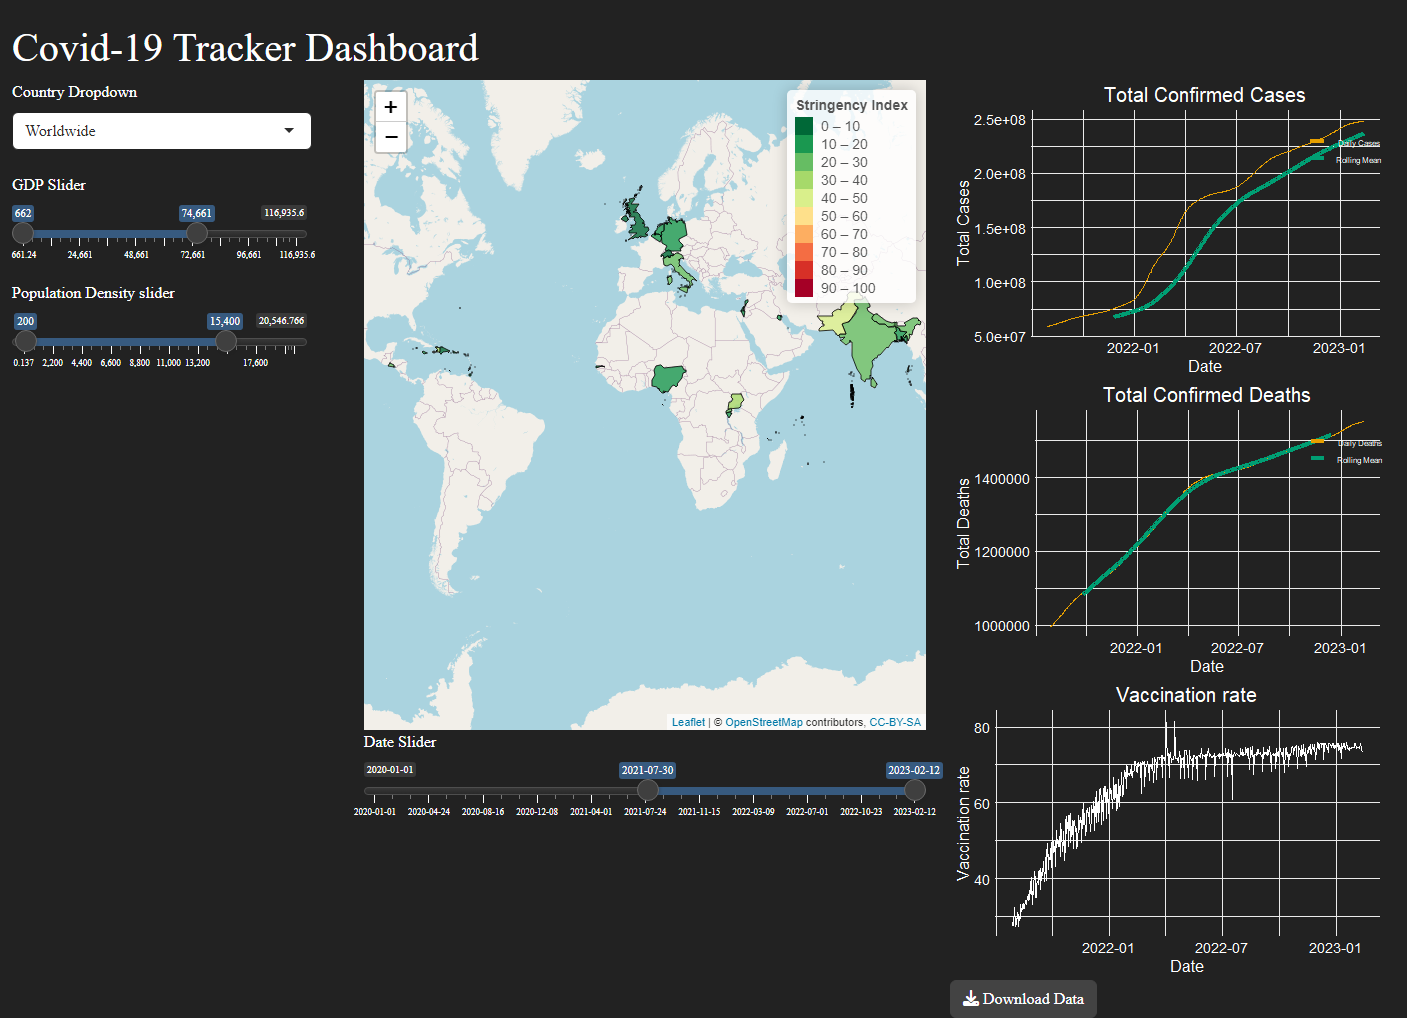 Covid-19 Tracker Dashboard
Country Dropdown
Worldwide
GDP Slider
662 74,661 116,935.6
661.24 24,661 48,661 72,661 96,661 116,935.6
Population Density slider
200 15,400 20,546.766
0.137 2,200 4,400 6,600 8,800 11,000 13,200 17,600
+
−
Stringency Index
0 – 10
10 – 20
20 – 30
30 – 40
40 – 50
50 – 60
60 – 70
70 – 80
80 – 90
90 – 100
Leaflet | © OpenStreetMap contributors, CC-BY-SA
Date Slider
2020-01-01 2021-07-30 2023-02-12
2020-01-01 2020-04-24 2020-08-16 2020-12-08 2021-04-01 2021-07-24 2021-11-15 2022-03-09 2022-07-01 2022-10-23 2023-02-12
Total Confirmed Cases
Total Cases
2.5e+08
2.0e+08
1.5e+08
1.0e+08
5.0e+07
Daily Cases
Rolling Mean
2022-01 2022-07 2023-01
Date
Total Confirmed Deaths
Total Deaths
1400000
1200000
1000000
Daily Deaths
Rolling Mean
2022-01 2022-07 2023-01
Date
Vaccination rate
Vaccination rate
80
60
40
2022-01 2022-07 2023-01
Date
Download Data